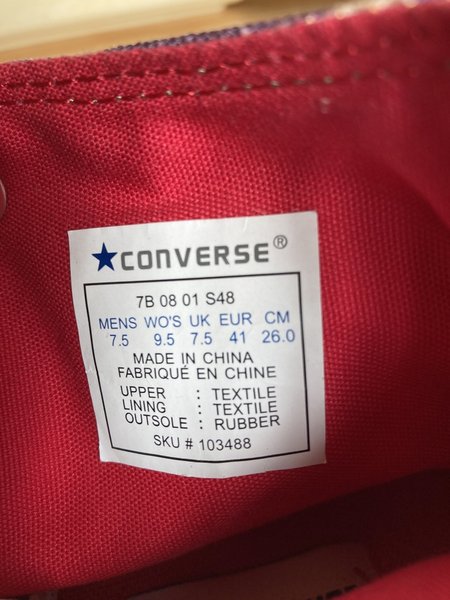 ★CONVERSE®
7B 08 01 S48
MENS WO'S UK EUR CM
7.5 9.5 7.5 41 26.0
MADE IN CHINA
FABRIQUÉ EN CHINE
UPPER : TEXTILE
LINING : TEXTILE
OUTSOLE : RUBBER
SKU # 103488